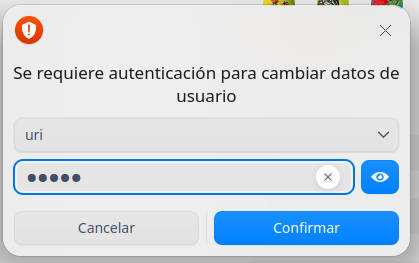 Se requiere autenticación para cambiar datos de
usuario
uri
●●●●●
Cancelar
Confirmar